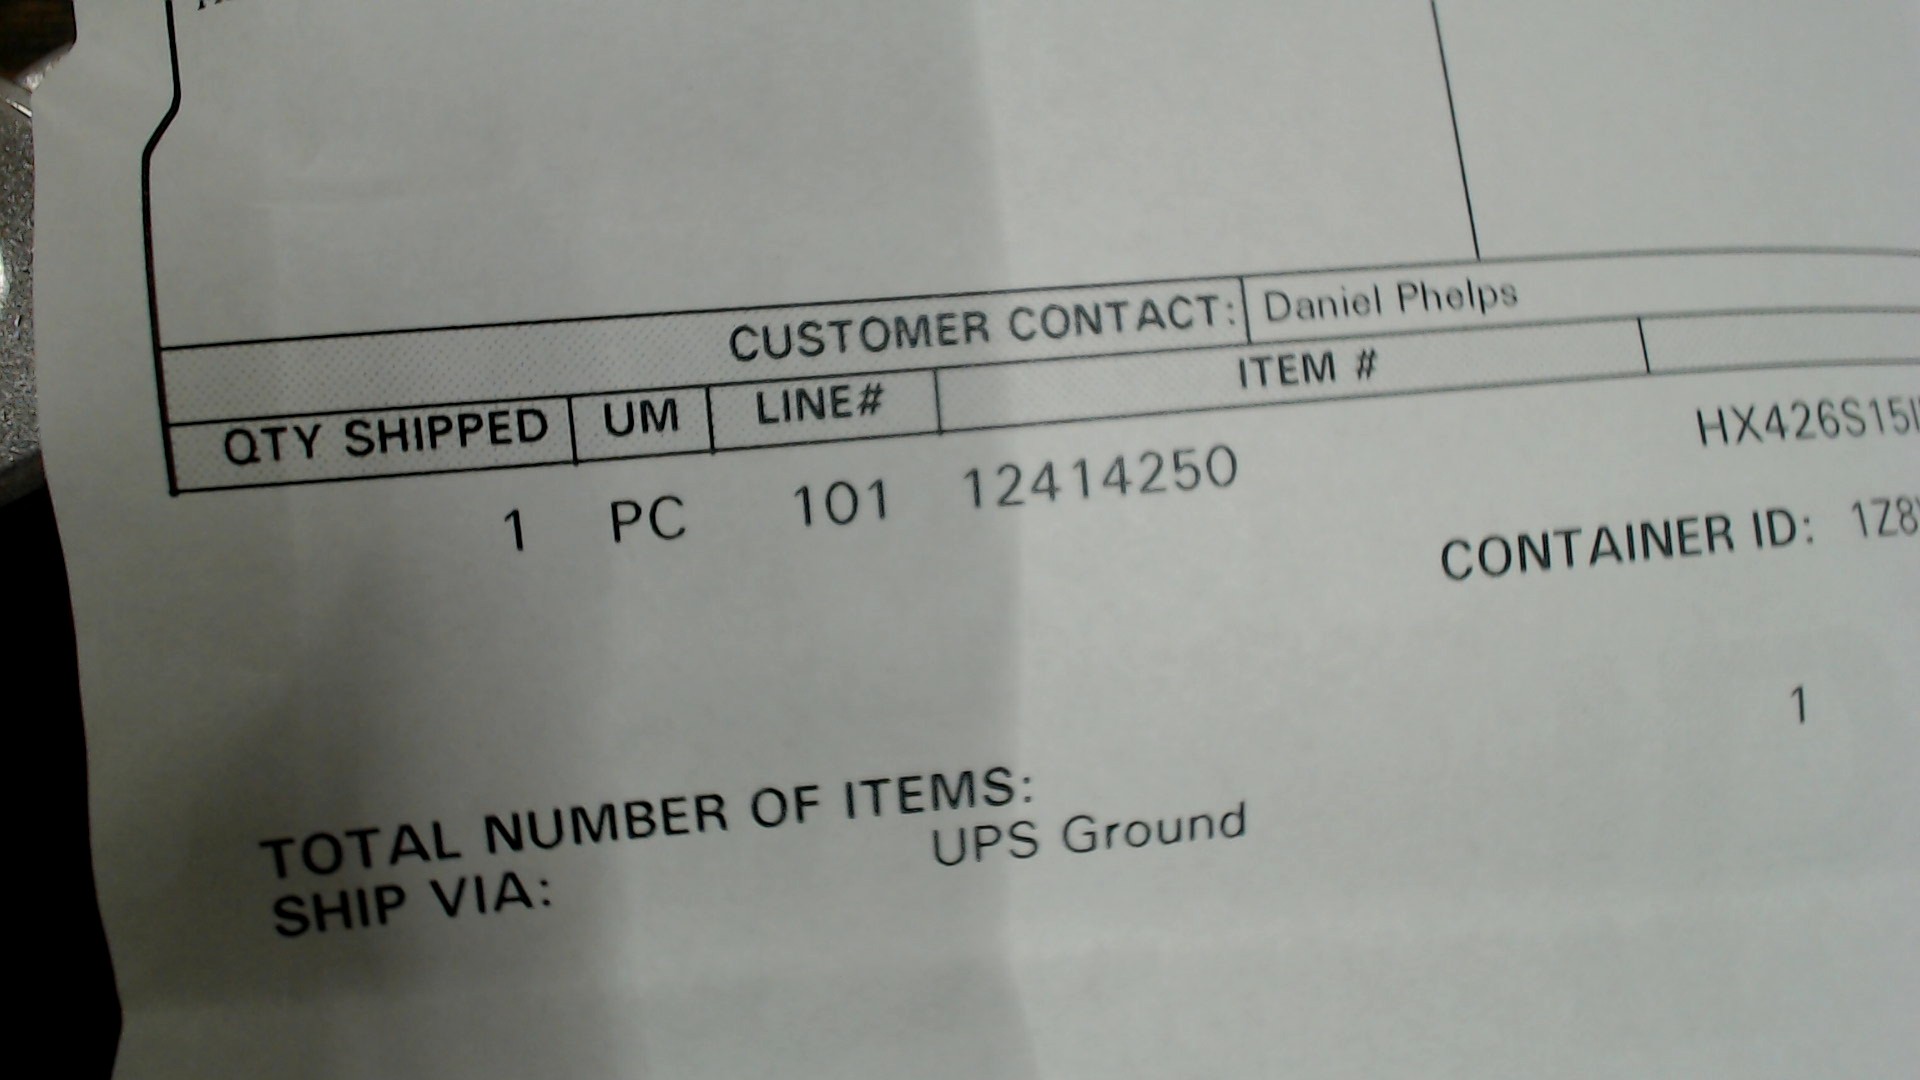 CUSTOMER CONTACT: Daniel Phelps
QTY SHIPPED UM LINE# ITEM #
1 PC 101 12414250 HX426S15I
CONTAINER ID: 1Z8
TOTAL NUMBER OF ITEMS: 1
SHIP VIA: UPS Ground